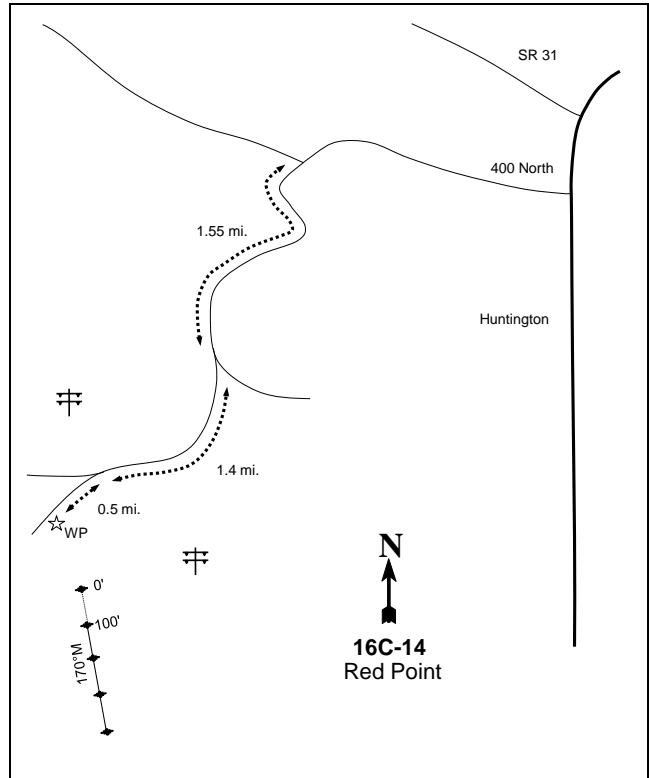 SR 31
400 North
1.55 mi.
Huntington
1.4 mi.
0.5 mi.
WP
N
0'
100'
170°M
16C-14
Red Point